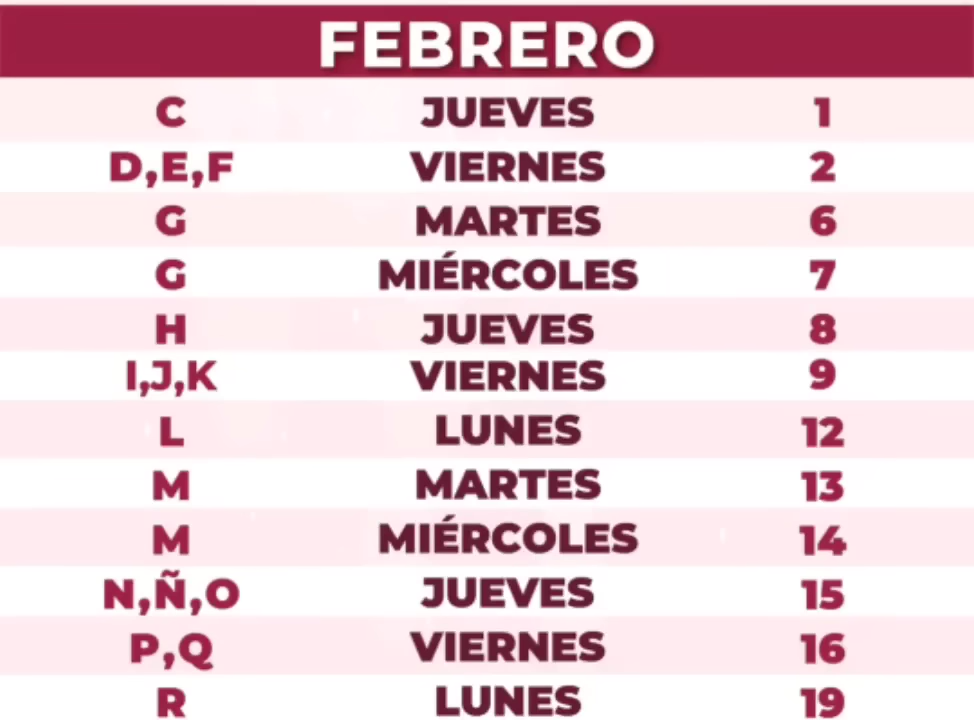 FEBRERO
C JUEVES 1
D,E,F VIERNES 2
G MARTES 6
G MIÉRCOLES 7
H JUEVES 8
I,J,K VIERNES 9
L LUNES 12
M MARTES 13
M MIÉRCOLES 14
N,Ñ,O JUEVES 15
P,Q VIERNES 16
R LUNES 19